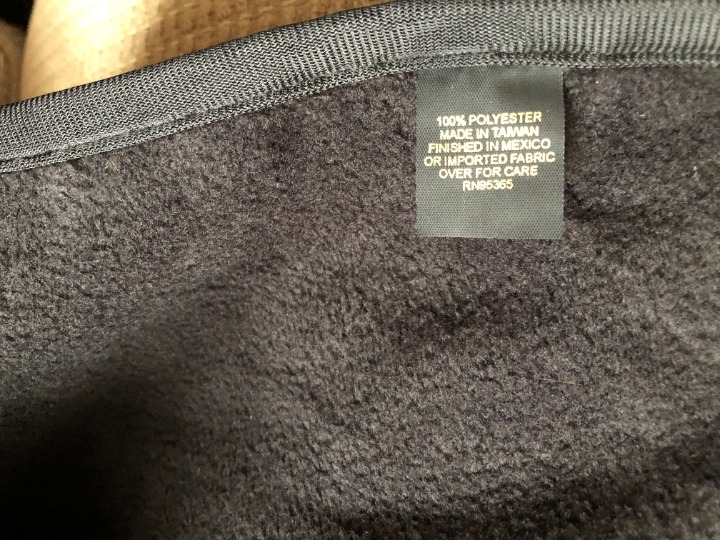 100% POLYESTER
MADE IN TAIWAN
FINISHED IN MEXICO
OR IMPORTED FABRIC
OVER FOR CARE
RN95365